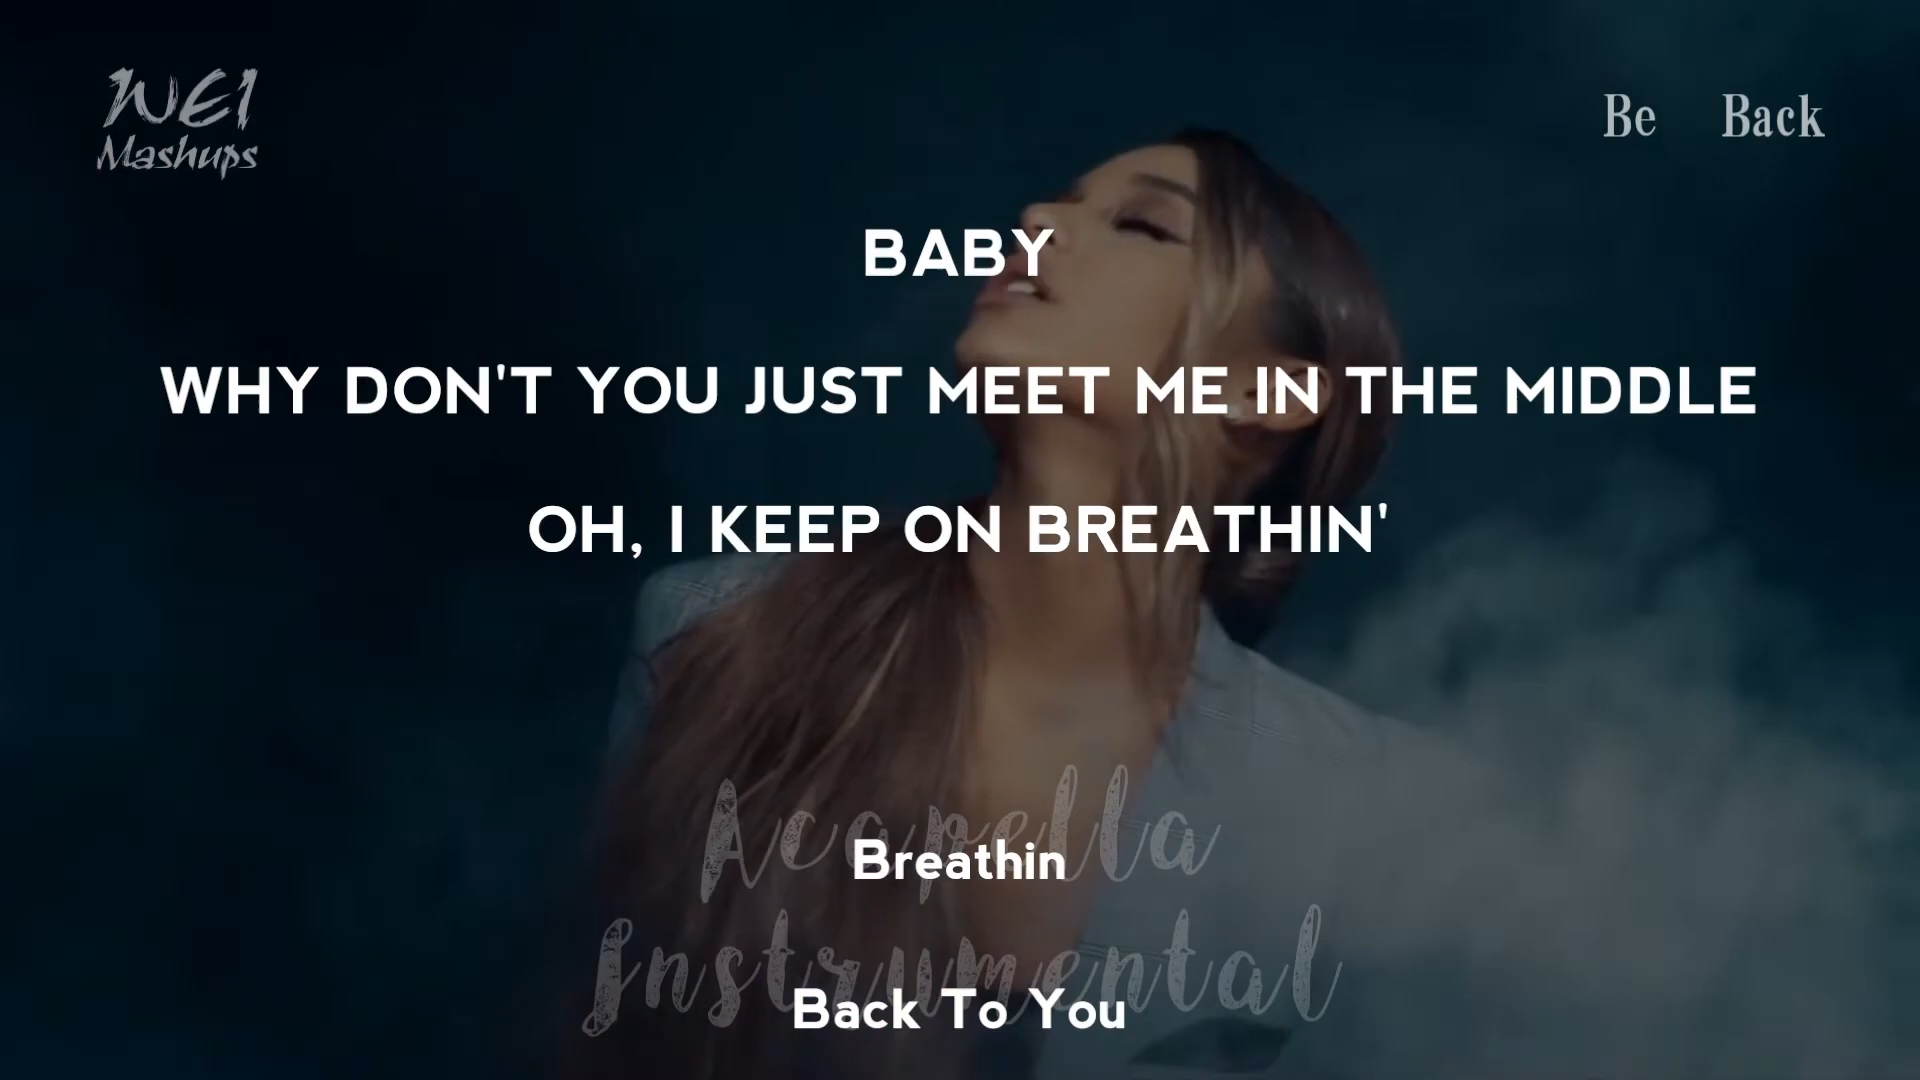 WEI
Mashups
Be Back
BABY
WHY DON'T YOU JUST MEET ME IN THE MIDDLE
OH, I KEEP ON BREATHIN'
Acapella
Breathin
Instrumental
Back To You